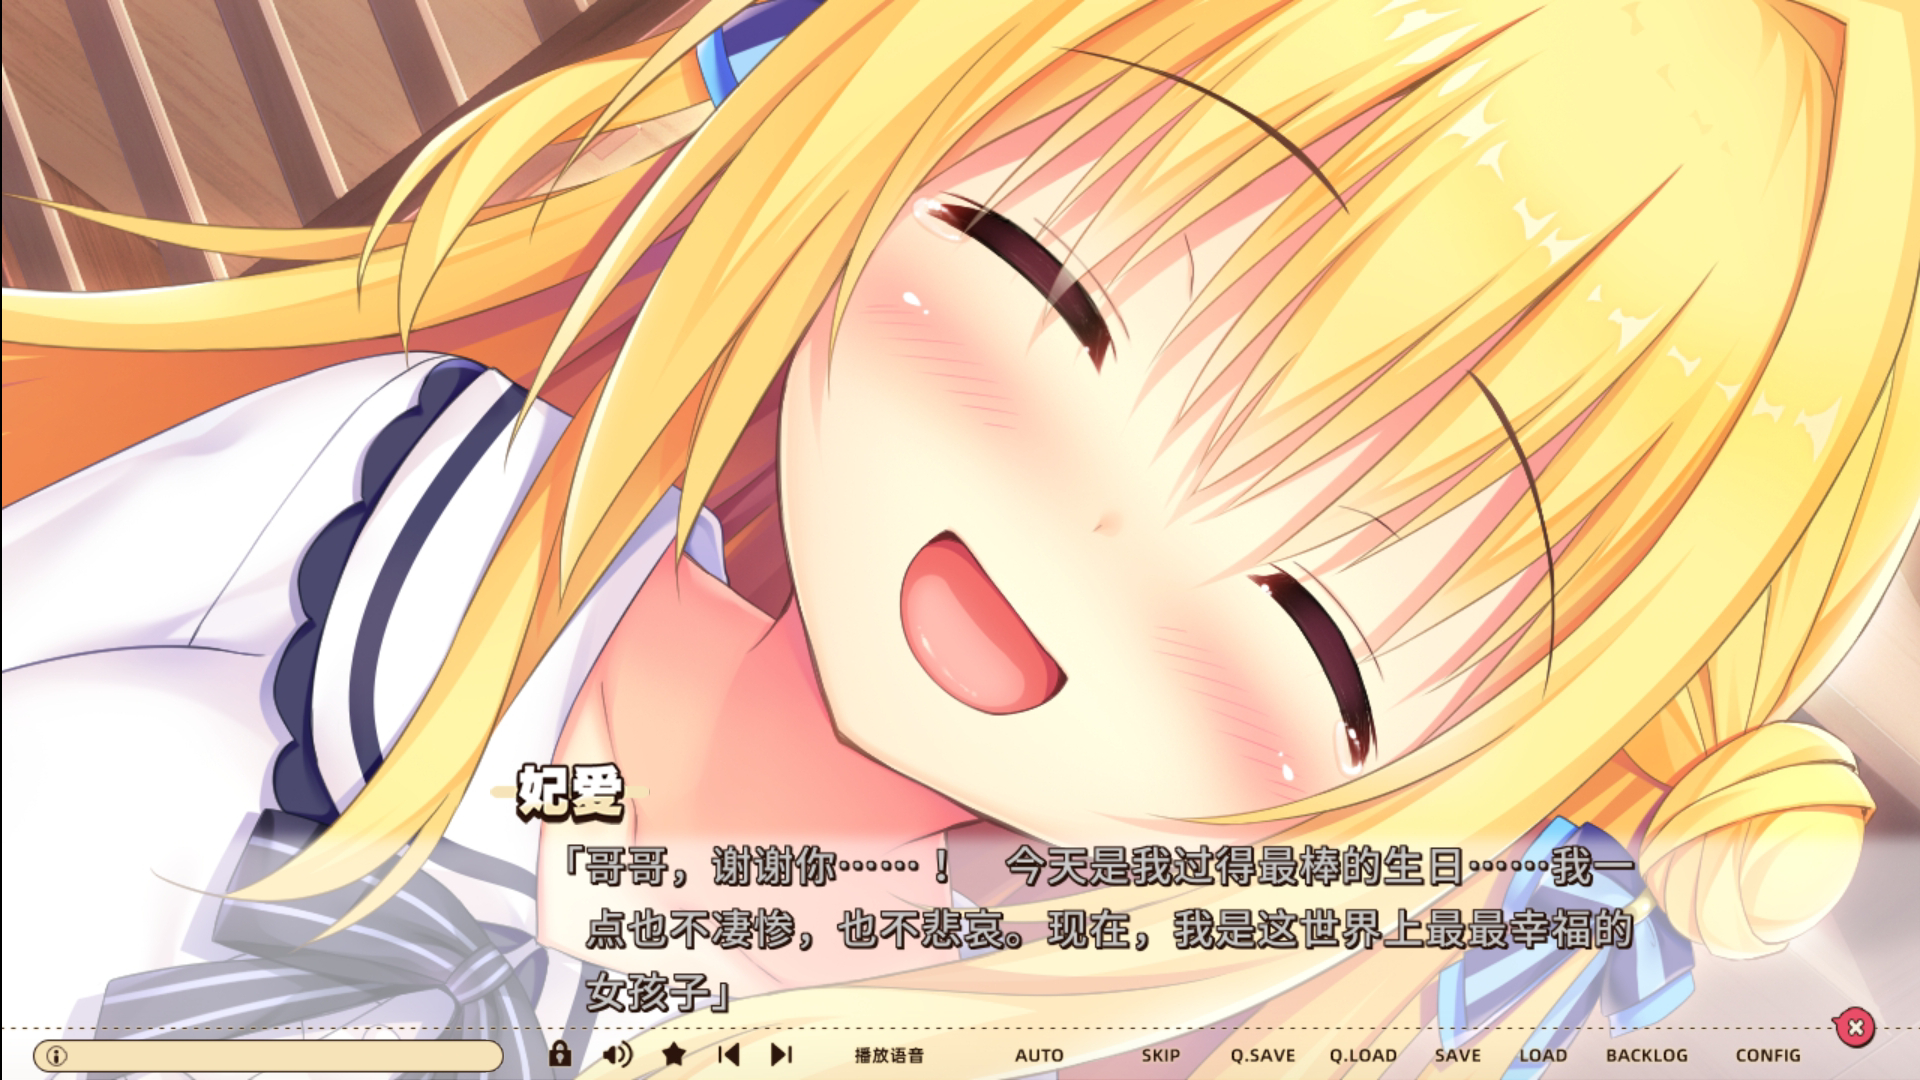 妃爱
「哥哥，谢谢你……！　今天是我过得最棒的生日……我一
点也不凄惨，也不悲哀。现在，我是这世界上最最幸福的
女孩子」
播放语音 AUTO SKIP Q.SAVE Q.LOAD SAVE LOAD BACKLOG CONFIG